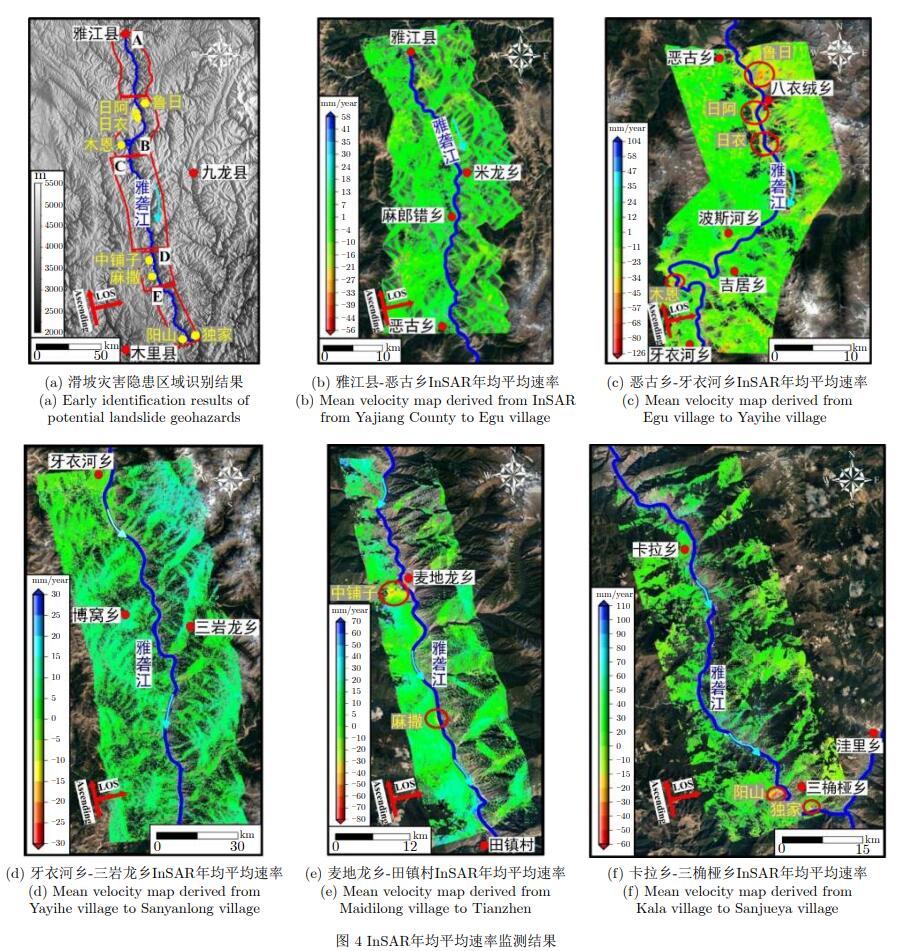 雅江县
A
日阿
鲁日
日衣
木恩
B
C
九龙县
雅砻江
D
中铺子
麻撒
E
阳山
独家
木里县
m
5500
4500
4000
3500
3000
2500
2000
Ascending
LOS
0 50 km
(a) 滑坡灾害隐患区域识别结果
(a) Early identification results of
potential landslide geohazards
雅江县
雅砻江
米龙乡
麻郎错乡
恶古乡
mm/year
58
47
41
35
30
24
18
13
7
1
-4
-10
-16
-21
-27
-33
-39
-44
-56
Ascending
LOS
0 10 km
(b) 雅江县-恶古乡InSAR年均平均速率
(b) Mean velocity map derived from InSAR
from Yajiang County to Egu village
恶古乡
鲁日
八衣绒乡
日阿
日衣
雅砻江
波斯河乡
吉居乡
木恩
牙衣河乡
mm/year
104
58
47
35
24
12
1
-11
-23
-34
-45
-57
-68
-80
-126
Ascending
LOS
0 10 km
(c) 恶古乡-牙衣河乡InSAR年均平均速率
(c) Mean velocity map derived from
Egu village to Yayihe village
牙衣河乡
博窝乡
三岩龙乡
雅砻江
mm/year
30
25
20
15
10
5
0
-5
-10
-15
-20
-25
-30
Ascending
LOS
0 30 km
(d) 牙衣河乡-三岩龙乡InSAR年均平均速率
(d) Mean velocity map derived from
Yayihe village to Sanyanlong village
中铺子
麦地龙乡
雅砻江
麻撒
田镇村
mm/year
70
60
50
40
30
20
10
5
0
-10
-20
-30
-40
-50
-60
-70
-80
Ascending
LOS
0 12 km
(e) 麦地龙乡-田镇村InSAR年均平均速率
(e) Mean velocity map derived from
Maidilong village to Tianzhen
卡拉乡
雅砻江
洼里乡
阳山
三桷桠乡
独家
mm/year
110
100
90
80
70
60
50
40
30
20
0
-10
-15
-20
-30
-40
-50
-60
Ascending
LOS
0 15 km
(f) 卡拉乡-三桷桠乡InSAR年均平均速率
(f) Mean velocity map derived from
Kala village to Sanjueya village
图 4 InSAR年均平均速率监测结果